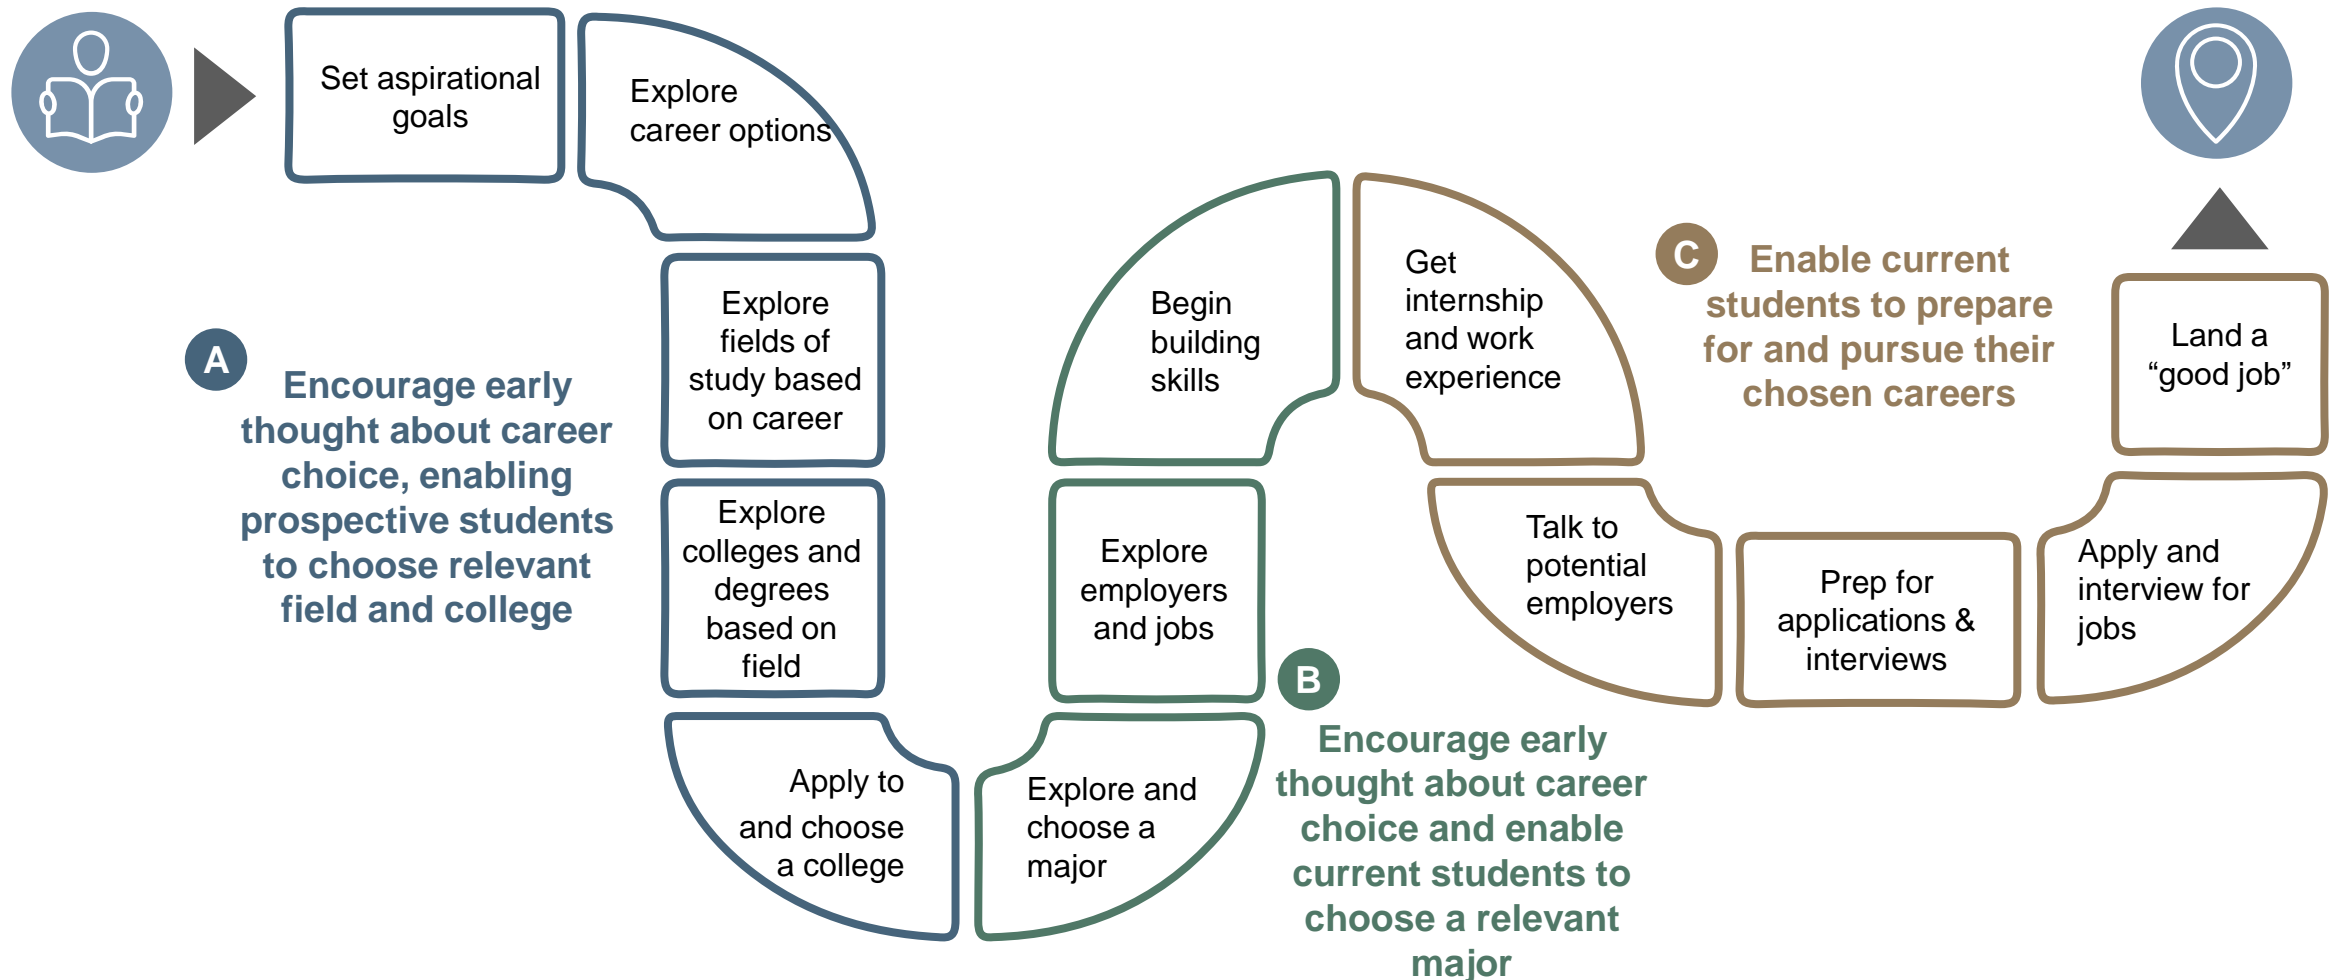 Set aspirational
goals
Explore
career options
Explore
fields of
study based
on career
Explore
colleges and
degrees
based on
field
Apply to
and choose
a college
A
Encourage early
thought about career
choice, enabling
prospective students
to choose relevant
field and college
Explore and
choose a
major
Explore
employers
and jobs
Begin
building
skills
B
Encourage early
thought about career
choice and enable
current students to
choose a relevant
major
Get
internship
and work
experience
Talk to
potential
employers
Prep for
applications &
interviews
Apply and
interview for
jobs
Land a
“good job”
C
Enable current
students to prepare
for and pursue their
chosen careers